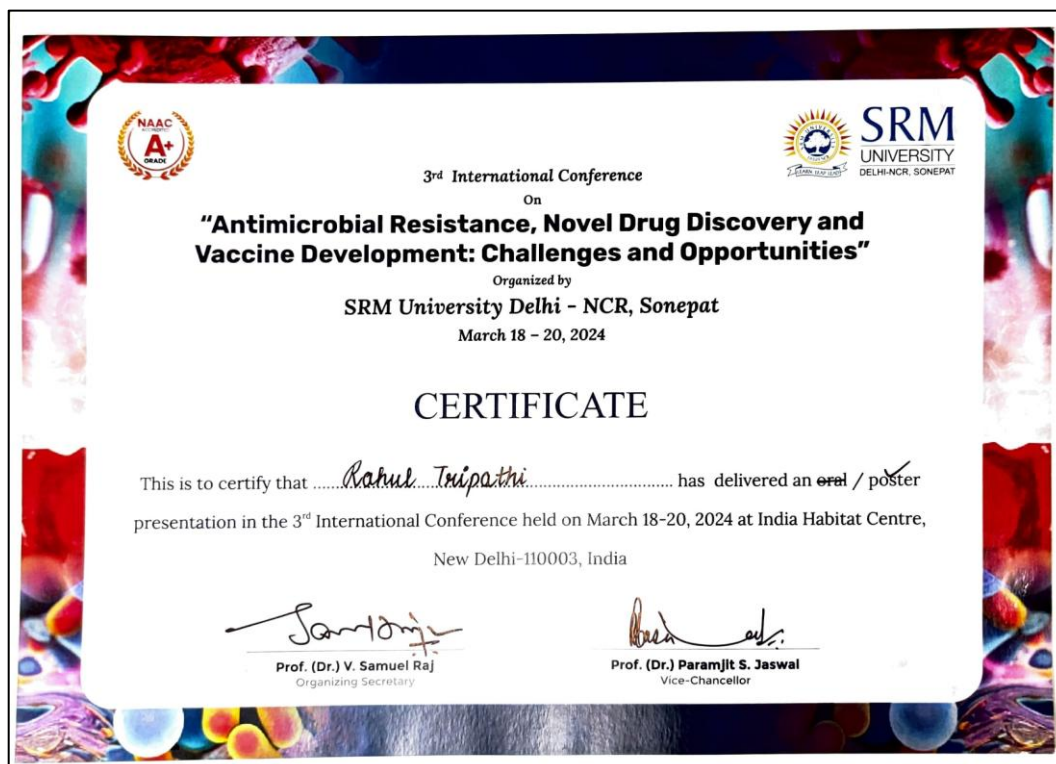 NAAC
ACCREDITED
A+
GRADE
SRM
UNIVERSITY
DELHI-NCR, SONEPAT
3rd International Conference
On
“Antimicrobial Resistance, Novel Drug Discovery and
Vaccine Development: Challenges and Opportunities”
Organized by
SRM University Delhi - NCR, Sonepat
March 18 – 20, 2024
CERTIFICATE
This is to certify that ......Rahul Tripathi...................................... has delivered an oral / poster
presentation in the 3rd International Conference held on March 18-20, 2024 at India Habitat Centre,
New Delhi-110003, India
Prof. (Dr.) V. Samuel Raj
Organizing Secretary
Prof. (Dr.) Paramjit S. Jaswal
Vice-Chancellor